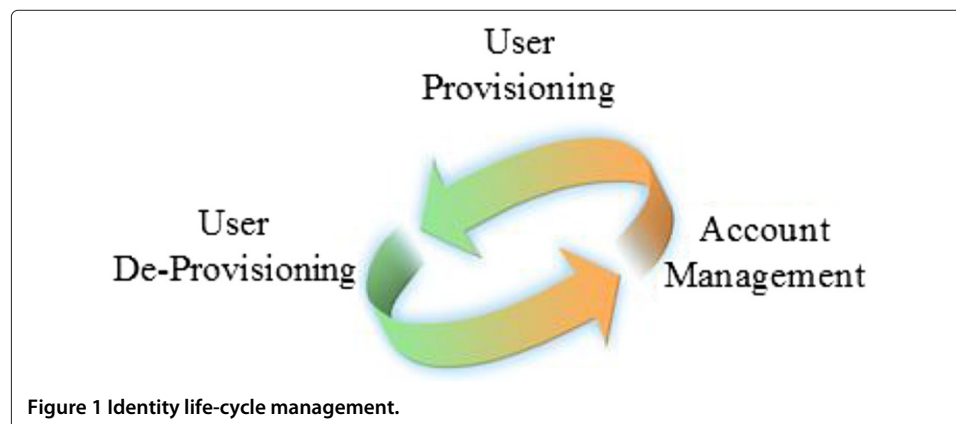 User
Provisioning
User
De-Provisioning
Account
Management
Figure 1 Identity life-cycle management.